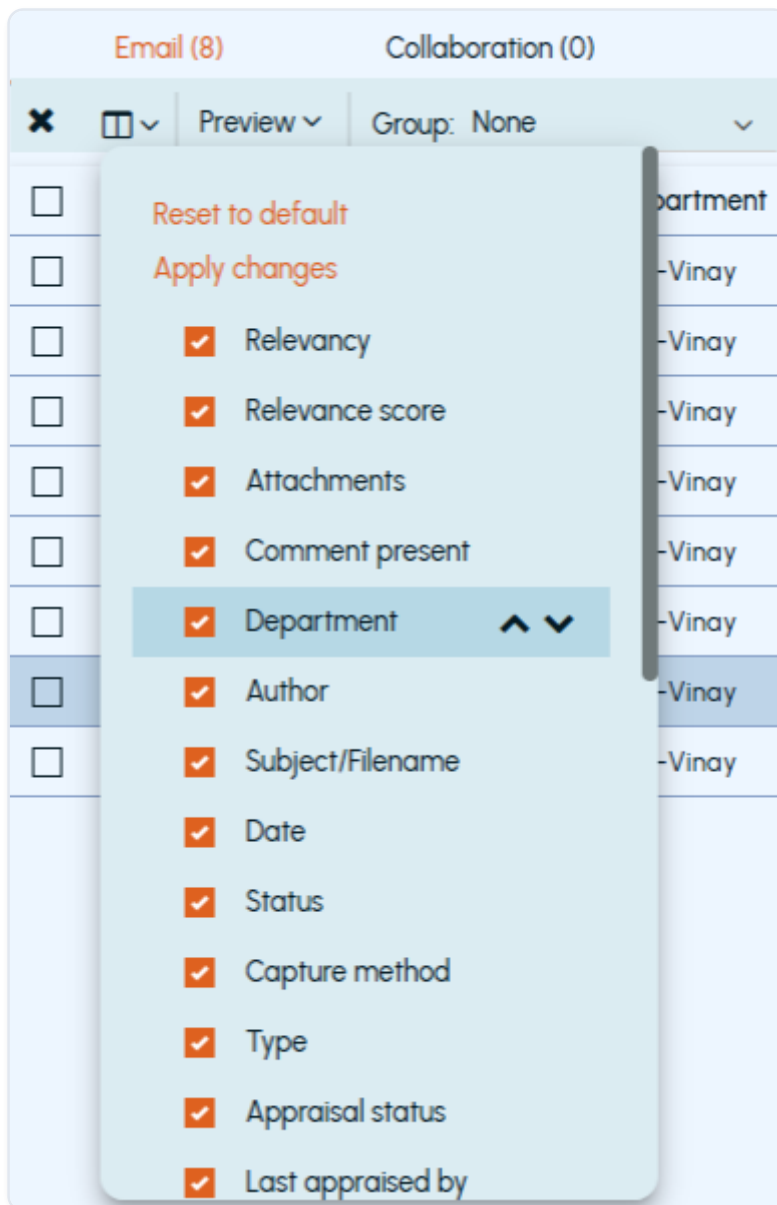 Email (8) Collaboration (0)
Preview Group: None
Reset to default
Apply changes
Relevancy
Relevance score
Attachments
Comment present
Department
Author
Subject/Filename
Date
Status
Capture method
Type
Appraisal status
Last appraised by
partment
-Vinay
-Vinay
-Vinay
-Vinay
-Vinay
-Vinay
-Vinay
-Vinay